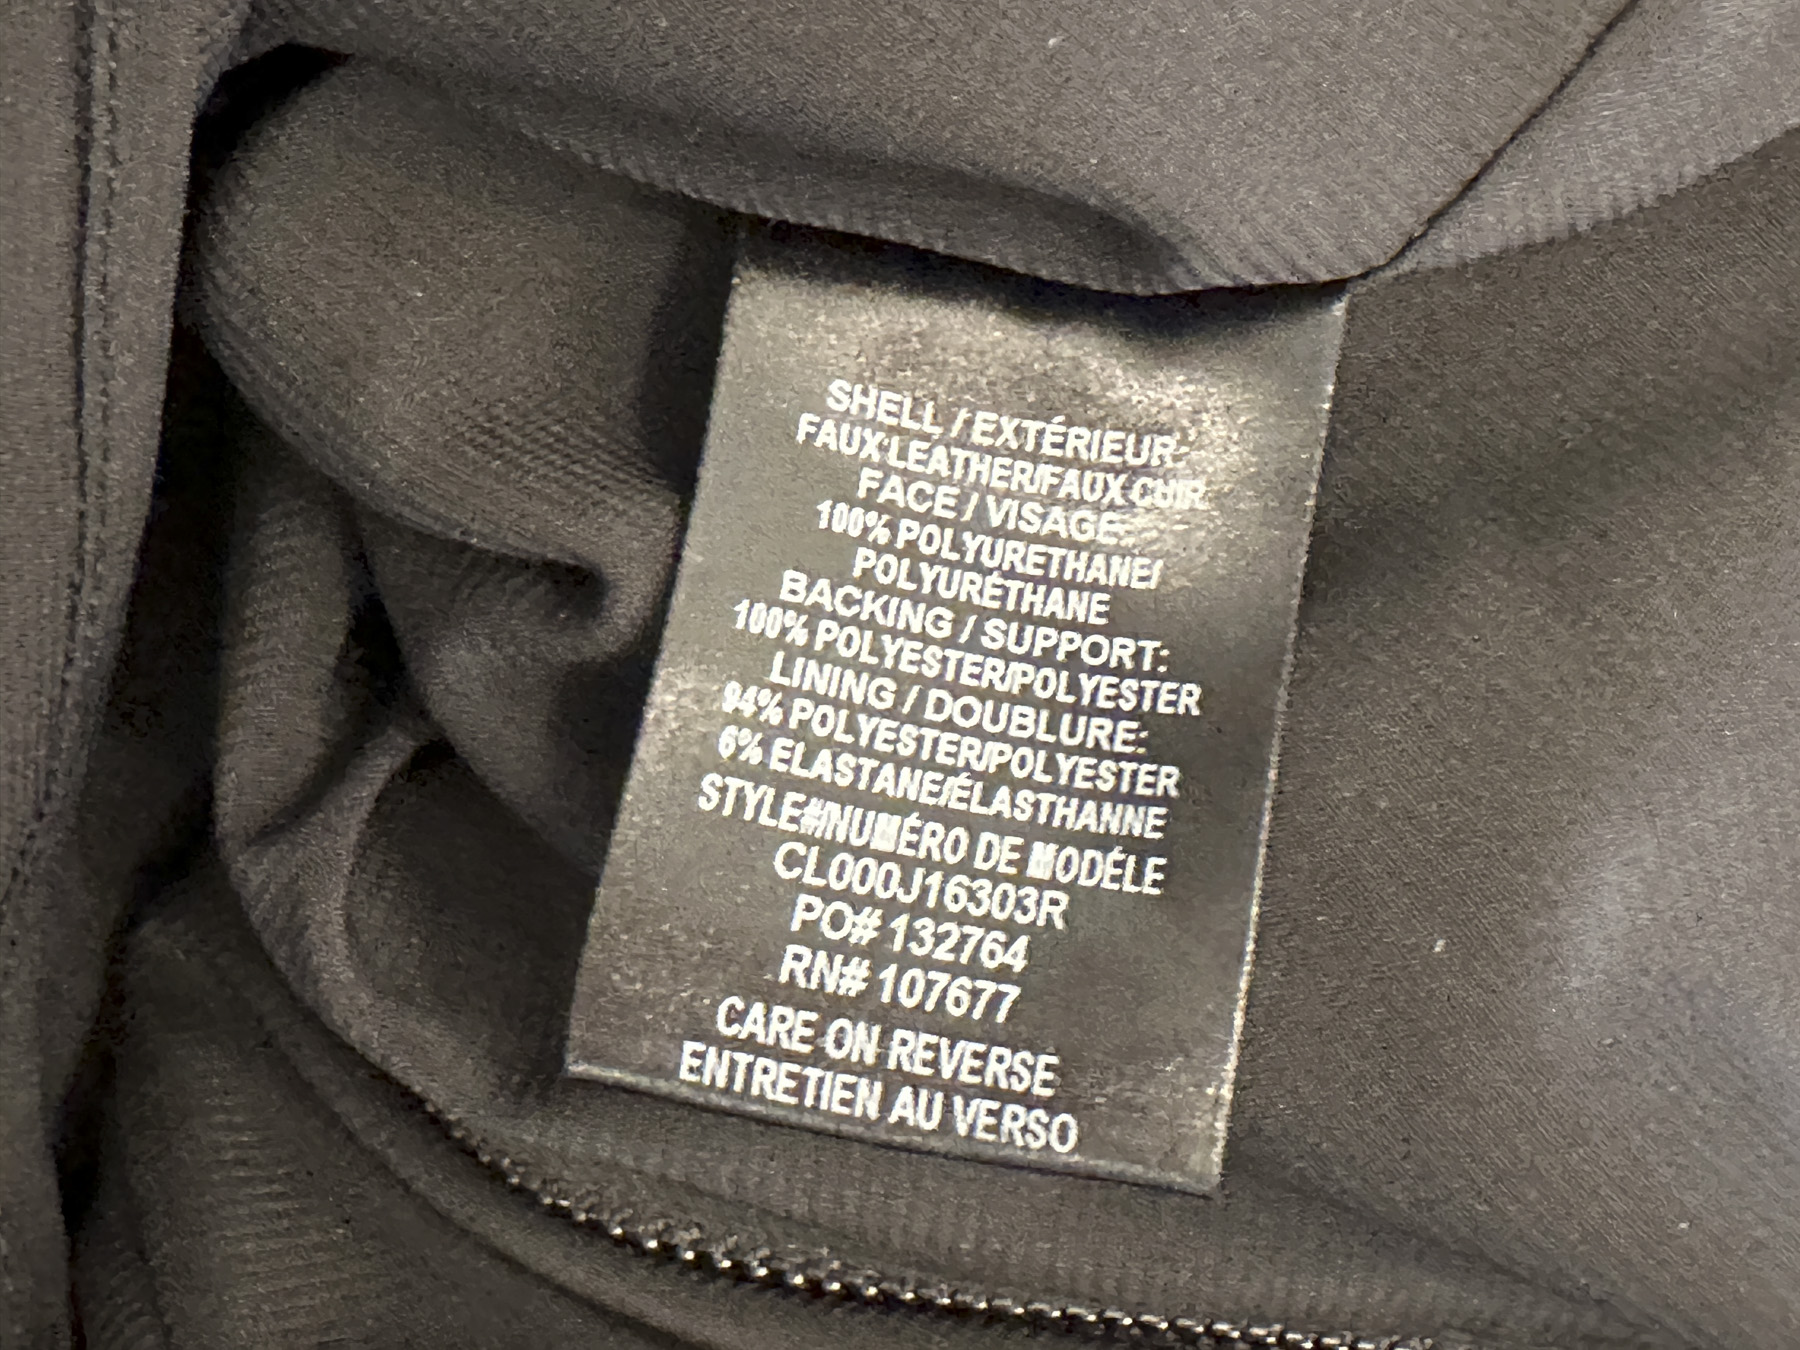 SHELL / EXTÉRIEUR:
FAUX LEATHER/FAUX CUIR
FACE / VISAGE:
100% POLYURETHANE/
POLYURÉTHANE
BACKING / SUPPORT:
100% POLYESTER/POLYESTER
LINING / DOUBLURE:
94% POLYESTER/POLYESTER
6% ELASTANE/ÉLASTHANNE
STYLE#/NUMÉRO DE MODÉLE
CL000J16303R
PO# 132764
RN# 107677
CARE ON REVERSE
ENTRETIEN AU VERSO